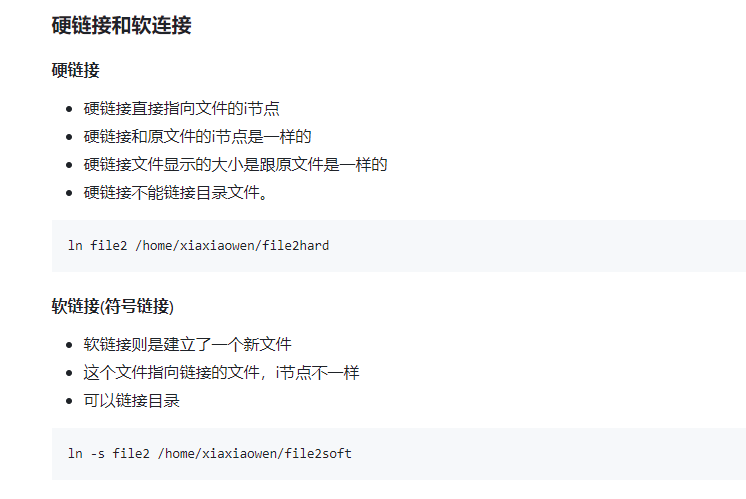 硬链接和软连接
硬链接
硬链接直接指向文件的i节点
硬链接和原文件的i节点是一样的
硬链接文件显示的大小是跟原文件是一样的
硬链接不能链接目录文件。
ln file2 /home/xiaxiaowen/file2hard
软链接(符号链接)
软链接则是建立了一个新文件
这个文件指向链接的文件，i节点不一样
可以链接目录
ln -s file2 /home/xiaxiaowen/file2soft